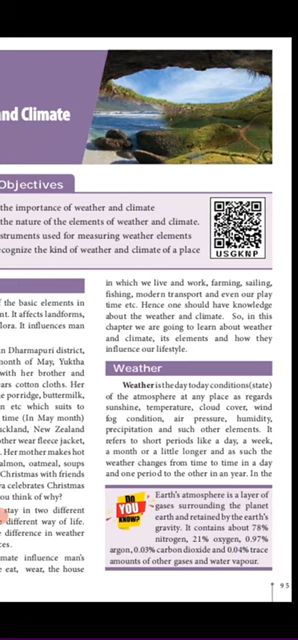 nd Climate
Objectives
the importance of weather and climate
the nature of the elements of weather and climate.
struments used for measuring weather elements
cognize the kind of weather and climate of a place
USGKNP
f the basic elements in
nt. It affects landforms,
lora. It influences man
in Dharmapuri district,
month of May, Yuktha
with her brother and
ears cotton cloths. Her
e porridge, buttermilk,
n etc which suits to
time (In May month)
uckland, New Zealand
other wear fleece jacket,
. Her mother makes hot
almon, oatmeal, soups
Christmas with friends
va celebrates Christmas
ou think of why?
stay in two different
different way of life.
e difference in weather
ces.
mate influence man's
e eat, wear, the house
in which we live and work, farming, sailing,
fishing, modern transport and even our play
time etc. Hence one should have knowledge
about the weather and climate. So, in this
chapter we are going to learn about weather
and climate, its elements and how they
influence our lifestyle.
Weather
Weather is the day today conditions (state)
of the atmosphere at any place as regards
sunshine, temperature, cloud cover, wind
fog condition, air pressure, humidity,
precipitation and such other elements. It
refers to short periods like a day, a week,
a month or a little longer and as such the
weather changes from time to time in a day
and one period to the other in an year. In the
Do YOU KNOW?
Earth's atmosphere is a layer of
gases surrounding the planet
earth and retained by the earth's
gravity. It contains about 78%
nitrogen, 21% oxygen, 0.97%
argon, 0.03% carbon dioxide and 0.04% trace
amounts of other gases and water vapour.
95